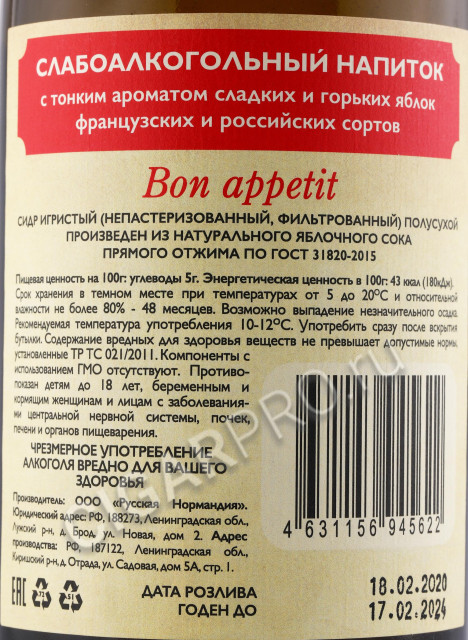 СЛАБОАЛКОГОЛЬНЫЙ НАПИТОК
с тонким ароматом сладких и горьких яблок
французских и российских сортов
Bon appetit
СИДР ИГРИСТЫЙ (НЕПАСТЕРИЗОВАННЫЙ, ФИЛЬТРОВАННЫЙ) ПОЛУСУХОЙ
ПРОИЗВЕДЕН ИЗ НАТУРАЛЬНОГО ЯБЛОЧНОГО СОКА
ПРЯМОГО ОТЖИМА ПО ГОСТ 31820-2015
Пищевая ценность на 100г: углеводы 5г. Энергетическая ценность в 100г: 43 ккал (180кДж).
Срок хранения в темном месте при температурах от 5 до 20°С и относительной
влажности не более 80% - 48 месяцев. Возможно выпадение незначительного осадка.
Рекомендуемая температура употребления 10-12°С. Употребить сразу после вскрытия
бутылки. Содержание вредных для здоровья веществ не превышает допустимые нормы,
установленные ТР ТС 021/2011. Компоненты с
использованием ГМО отсутствуют. Противо-
показан детям до 18 лет, беременным и
кормящим женщинам и лицам с заболевания-
ми центральной нервной системы, почек,
печени и органов пищеварения.
ЧРЕЗМЕРНОЕ УПОТРЕБЛЕНИЕ
АЛКОГОЛЯ ВРЕДНО ДЛЯ ВАШЕГО
ЗДОРОВЬЯ
Производитель: ООО «Русская Нормандия».
Юридический адрес: РФ, 188273, Ленинградская обл.,
Лужский р-н, д. Брод, ул. Новая, дом 2. Адрес
производства: РФ, 187122, Ленинградская обл.,
Киришский р-н, д. Отрада, ул. Садовая, дом 5А, стр. 1.
4 631156 945622
EAC 72 51
ДАТА РОЗЛИВА 18.02.2020
ГОДЕН ДО 17.02.2024
CIGARPRO.ru